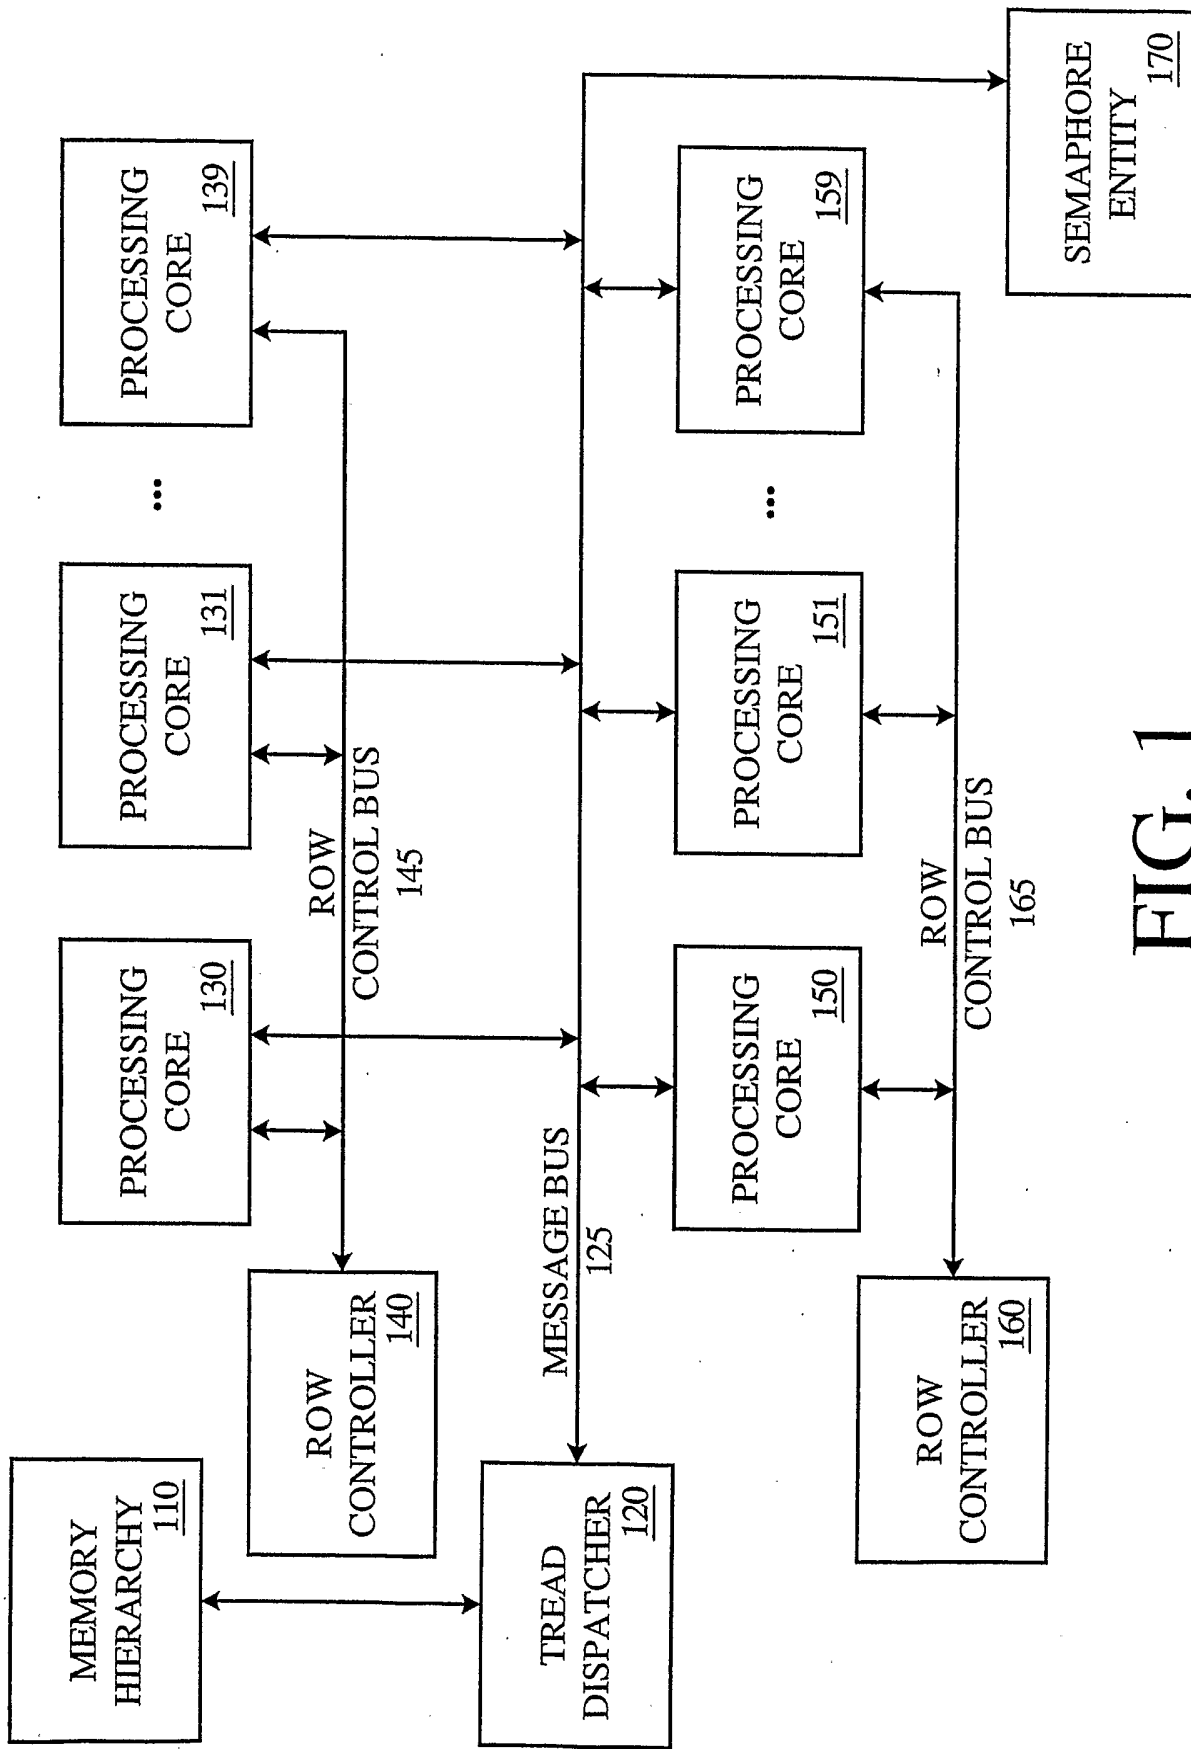 MEMORY
HIERARCHY
110
ROW
CONTROLLER
140
TREAD
DISPATCHER
120
ROW
CONTROLLER
160
PROCESSING
CORE
130
PROCESSING
CORE
131
...
PROCESSING
CORE
139
ROW
CONTROL BUS
145
MESSAGE BUS
125
PROCESSING
CORE
150
PROCESSING
CORE
151
...
PROCESSING
CORE
159
ROW
CONTROL BUS
165
SEMAPHORE
ENTITY
170
FIG. 1